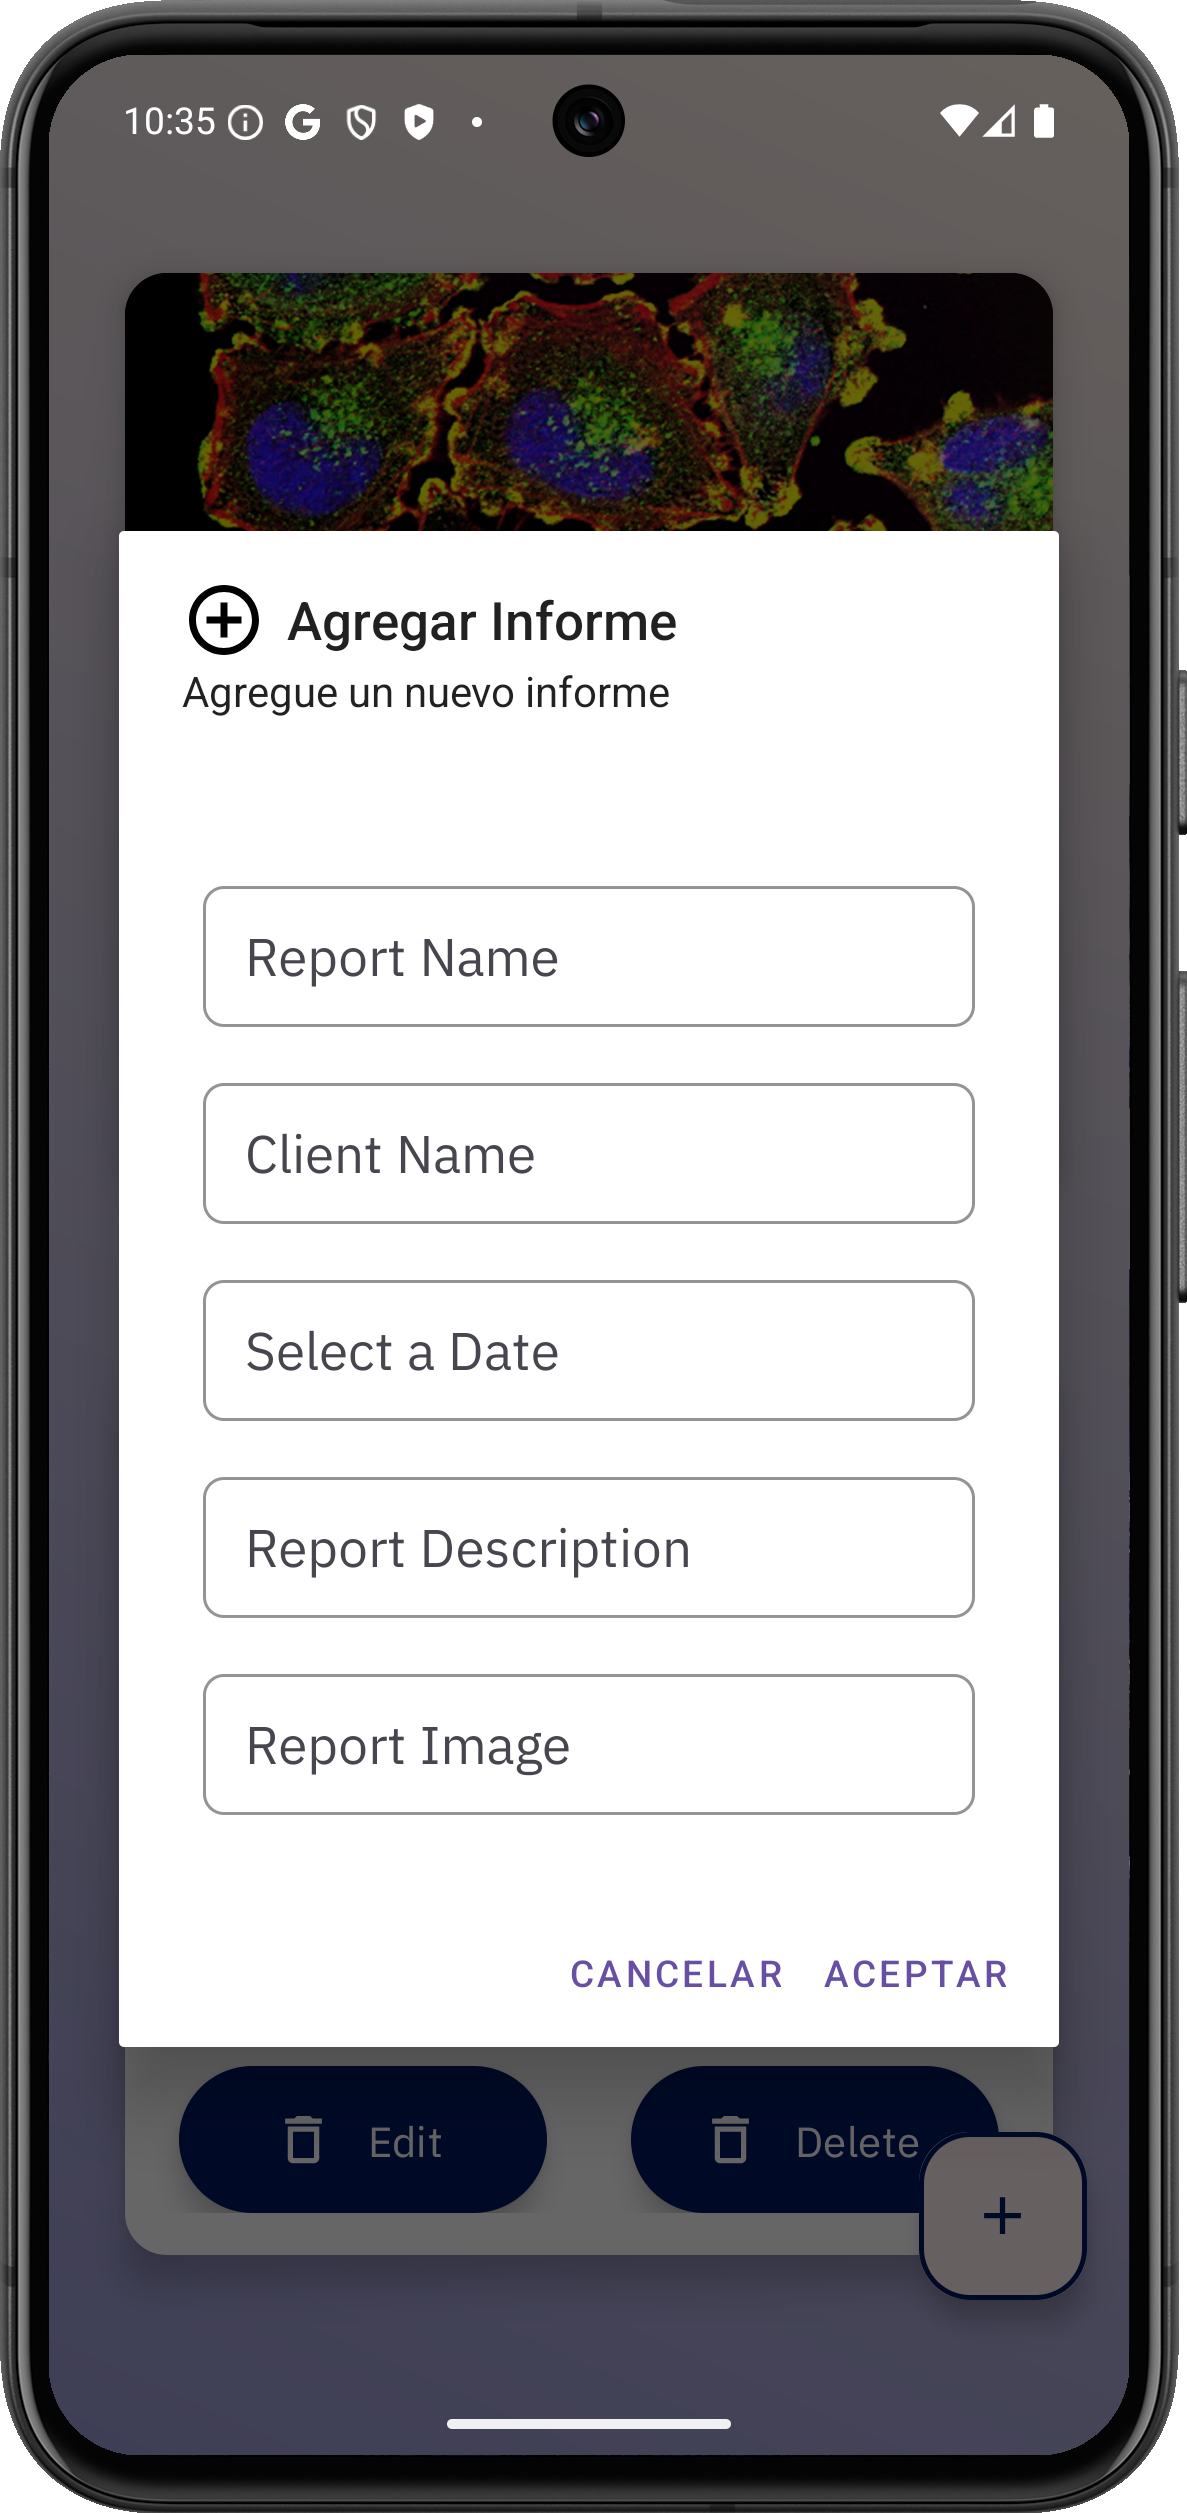 10:35
Agregar Informe
Agregue un nuevo informe
Report Name
Client Name
Select a Date
Report Description
Report Image
CANCELAR ACEPTAR
Edit Delete